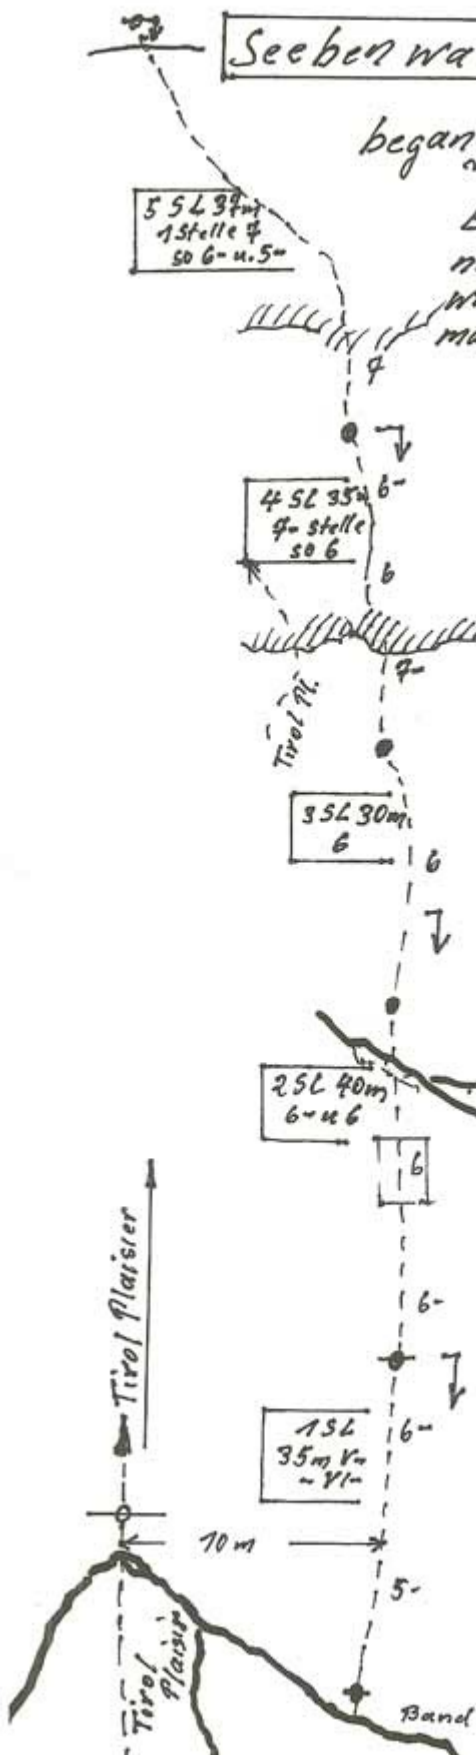 Seeben wa
began
5 SL 37m
1 Stelle 7
so 6- u. 5-
7
6-
4 SL 35m
7- stelle
so 6
6
7-
Tirol Pl.
3 SL 30m
6
6
2 SL 40m
6- u 6
6
6-
Tirol Plaisier
1 SL
35m V-
- VI-
6-
10 m
5-
Tirol
Plaisir
Band